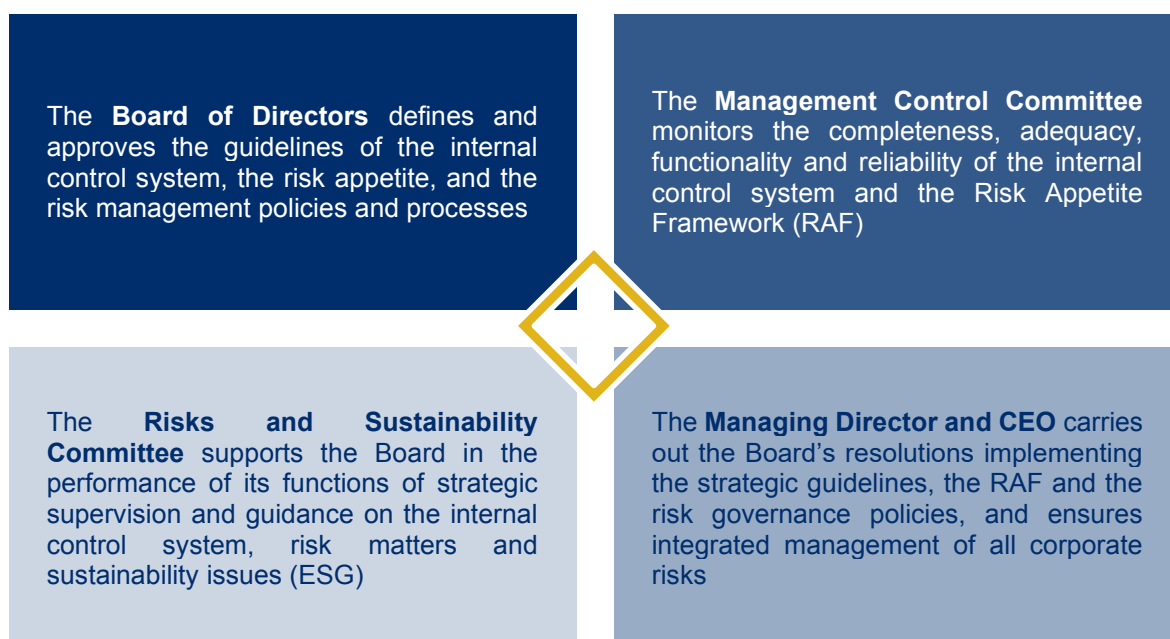 The Board of Directors defines and
approves the guidelines of the internal
control system, the risk appetite, and the
risk management policies and processes
The Management Control Committee
monitors the completeness, adequacy,
functionality and reliability of the internal
control system and the Risk Appetite
Framework (RAF)
The Risks and Sustainability
Committee supports the Board in the
performance of its functions of strategic
supervision and guidance on the internal
control system, risk matters and
sustainability issues (ESG)
The Managing Director and CEO carries
out the Board’s resolutions implementing
the strategic guidelines, the RAF and the
risk governance policies, and ensures
integrated management of all corporate
risks